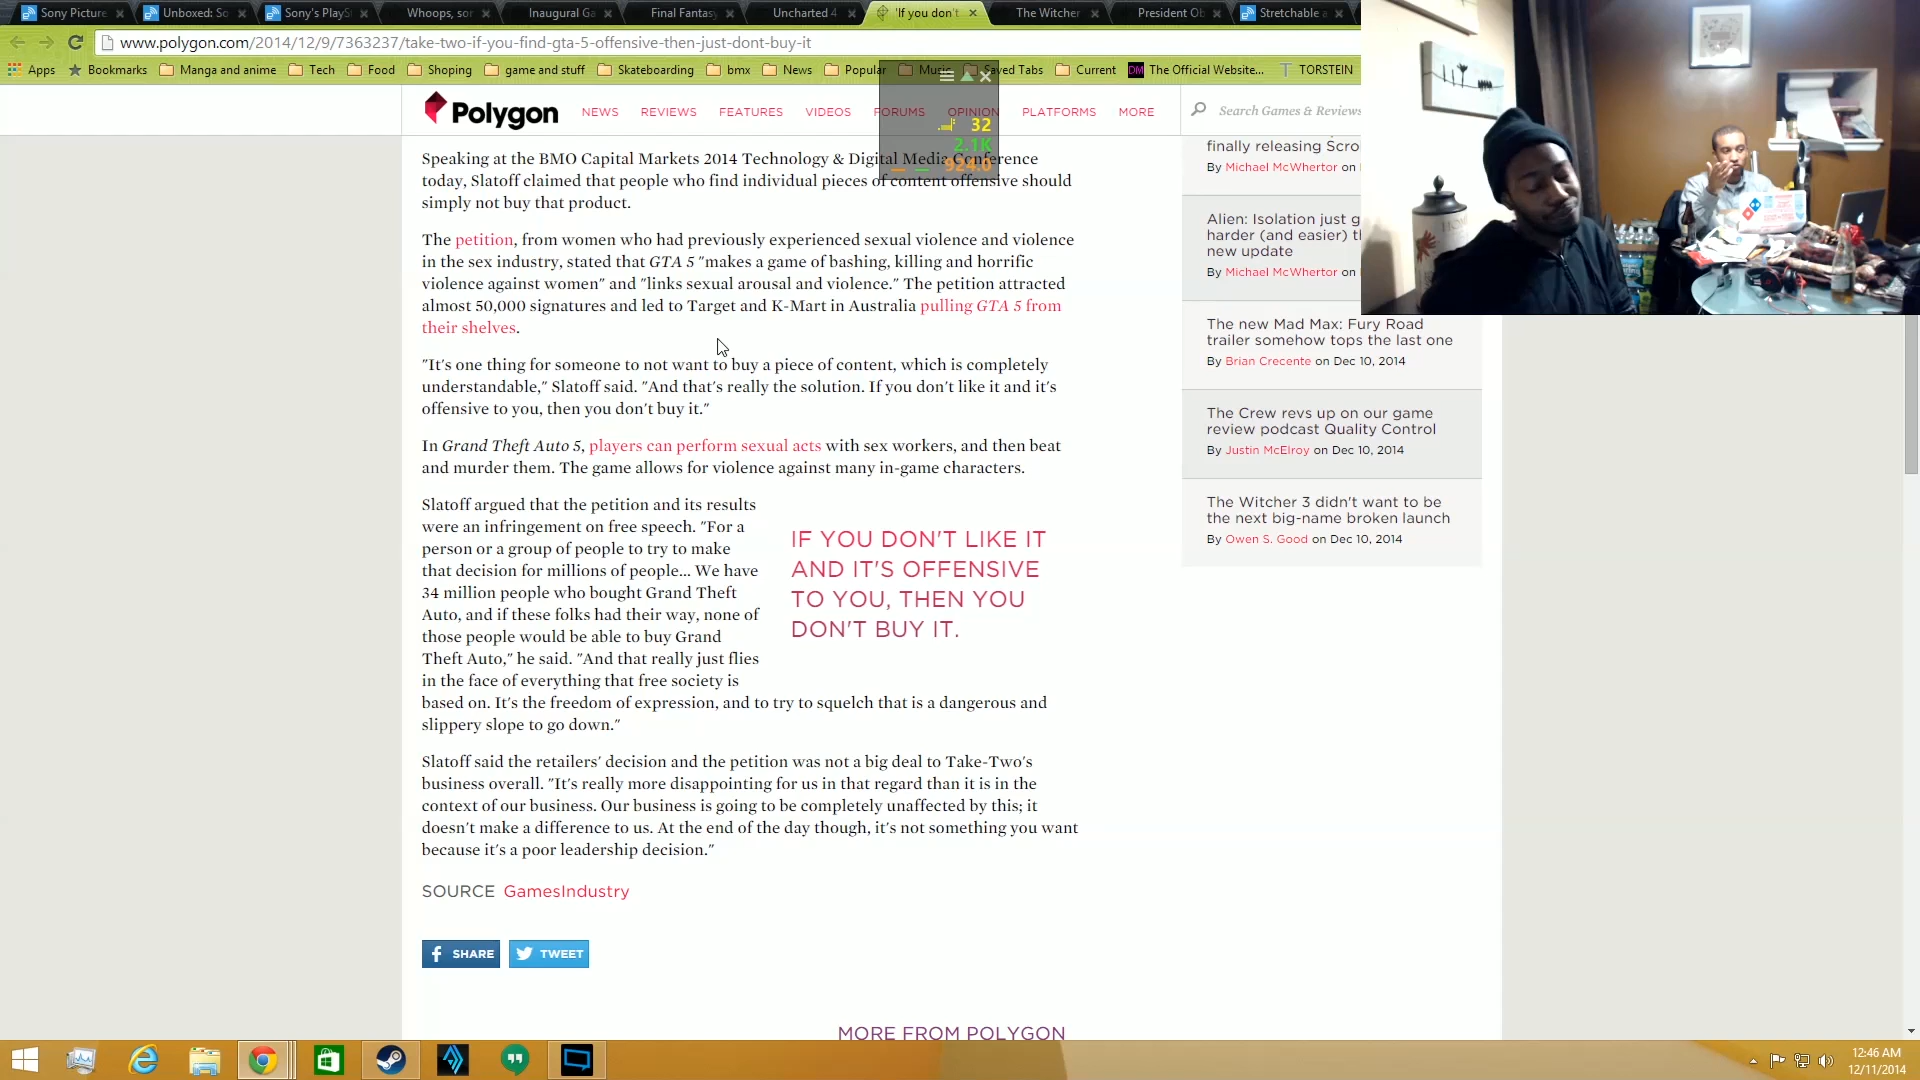 Sony Picture
Unboxed: So
Sony's PlayS
Whoops, sor
Inaugural Ga
Final Fantasy
Uncharted 4
'If you don't
The Witcher
President Ob
Stretchable a
www.polygon.com/2014/12/9/7363237/take-two-if-you-find-gta-5-offensive-then-just-dont-buy-it
Apps
Bookmarks
Manga and anime
Tech
Food
Shoping
game and stuff
Skateboarding
bmx
News
Popular
Music
Saved Tabs
Current
DM
The Official Website...
TORSTEIN
Polygon
NEWS
REVIEWS
FEATURES
VIDEOS
FORUMS
OPINION
PLATFORMS
MORE
Search Games & Reviews
32
2.1K
924.0
Speaking at the BMO Capital Markets 2014 Technology & Digital Media Conference
today, Slatoff claimed that people who find individual pieces of content offensive should
simply not buy that product.
The petition, from women who had previously experienced sexual violence and violence
in the sex industry, stated that GTA 5 "makes a game of bashing, killing and horrific
violence against women" and "links sexual arousal and violence." The petition attracted
almost 50,000 signatures and led to Target and K-Mart in Australia pulling GTA 5 from
their shelves.
"It's one thing for someone to not want to buy a piece of content, which is completely
understandable," Slatoff said. "And that's really the solution. If you don't like it and it's
offensive to you, then you don't buy it."
In Grand Theft Auto 5, players can perform sexual acts with sex workers, and then beat
and murder them. The game allows for violence against many in-game characters.
Slatoff argued that the petition and its results
were an infringement on free speech. "For a
person or a group of people to try to make
that decision for millions of people... We have
34 million people who bought Grand Theft
Auto, and if these folks had their way, none of
those people would be able to buy Grand
Theft Auto," he said. "And that really just flies
in the face of everything that free society is
based on. It's the freedom of expression, and to try to squelch that is a dangerous and
slippery slope to go down."
IF YOU DON'T LIKE IT
AND IT'S OFFENSIVE
TO YOU, THEN YOU
DON'T BUY IT.
Slatoff said the retailers' decision and the petition was not a big deal to Take-Two's
business overall. "It's really more disappointing for us in that regard than it is in the
context of our business. Our business is going to be completely unaffected by this; it
doesn't make a difference to us. At the end of the day though, it's not something you want
because it's a poor leadership decision."
SOURCE GamesIndustry
SHARE
TWEET
MORE FROM POLYGON
finally releasing Scro
By Michael McWhertor on
Alien: Isolation just g
harder (and easier) t
new update
By Michael McWhertor on
The new Mad Max: Fury Road
trailer somehow tops the last one
By Brian Crecente on Dec 10, 2014
The Crew revs up on our game
review podcast Quality Control
By Justin McElroy on Dec 10, 2014
The Witcher 3 didn't want to be
the next big-name broken launch
By Owen S. Good on Dec 10, 2014
HOME
12:46 AM
12/11/2014